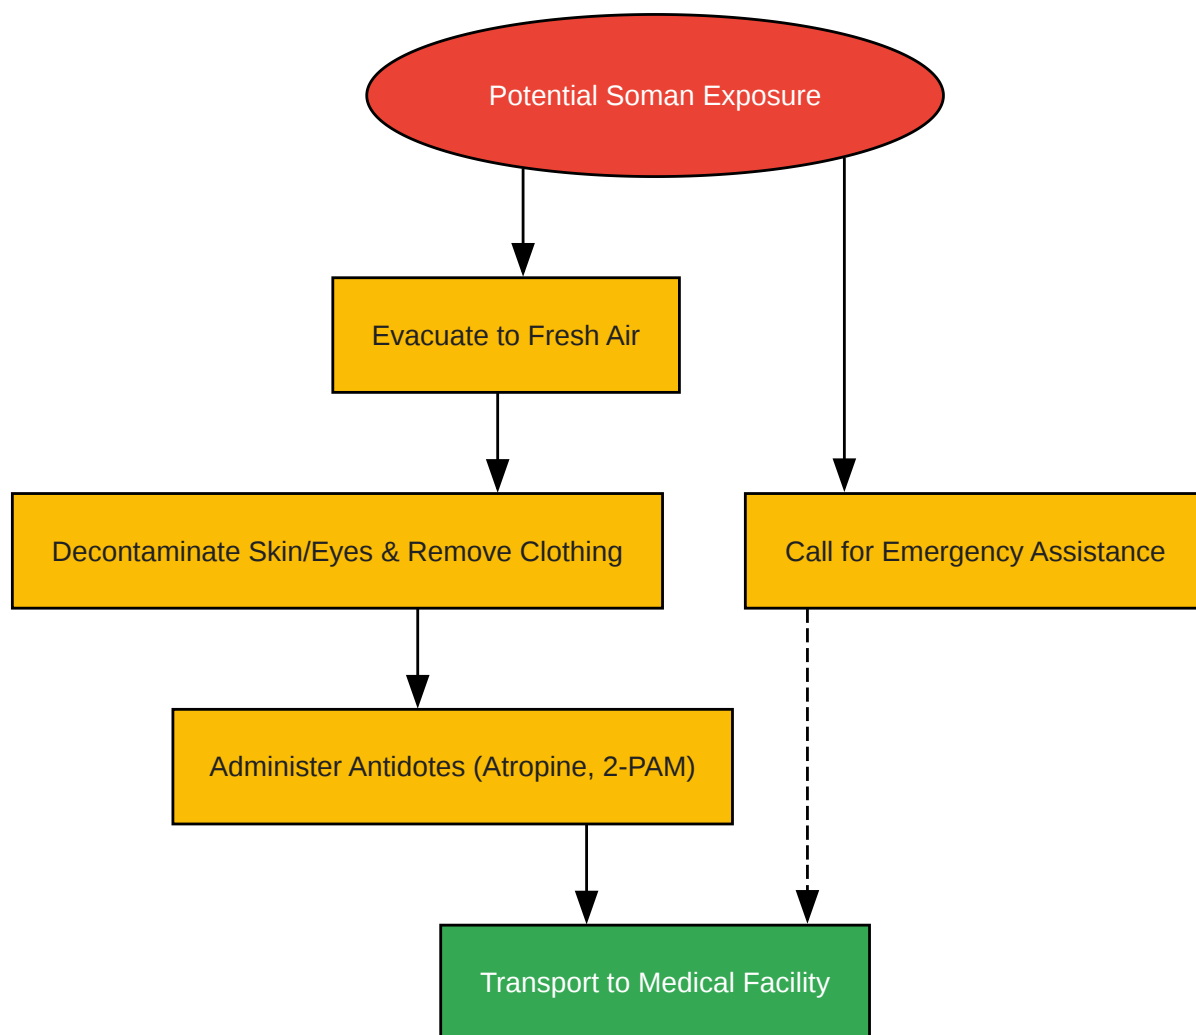 Potential Soman Exposure
Evacuate to Fresh Air
Decontaminate Skin/Eyes & Remove Clothing
Call for Emergency Assistance
Administer Antidotes (Atropine, 2-PAM)
Transport to Medical Facility